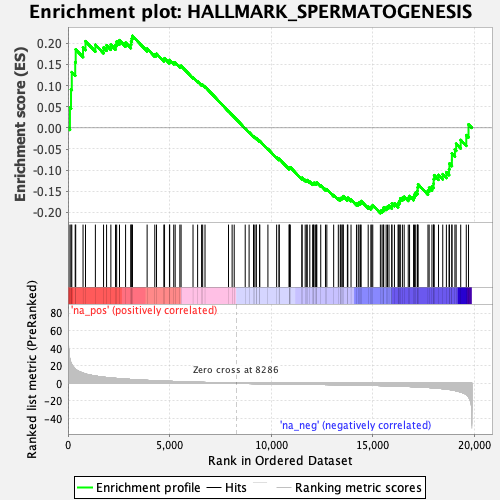 Enrichment plot: HALLMARK_SPERMATOGENESIS
Enrichment score (ES)
0.20
0.15
0.10
0.05
0.00
-0.05
-0.10
-0.15
-0.20
'na_pos' (positively correlated)
Ranked list metric (PreRanked)
80
60
40
20
0
-20
-40
Zero cross at 8286
'na_neg' (negatively correlated)
0
5,000
10,000
15,000
20,000
Rank in Ordered Dataset
Enrichment profile
Hits
Ranking metric scores